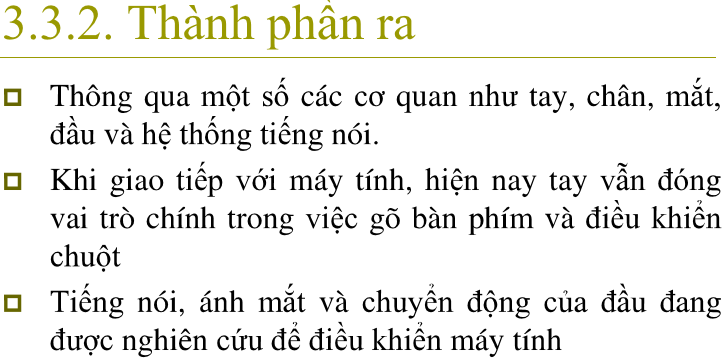 3.3.2. Thành phần ra
Thông qua một số các cơ quan như tay, chân, mắt,
đầu và hệ thống tiếng nói.
Khi giao tiếp với máy tính, hiện nay tay vẫn đóng
vai trò chính trong việc gõ bàn phím và điều khiển
chuột
Tiếng nói, ánh mắt và chuyển động của đầu đang
được nghiên cứu để điều khiển máy tính